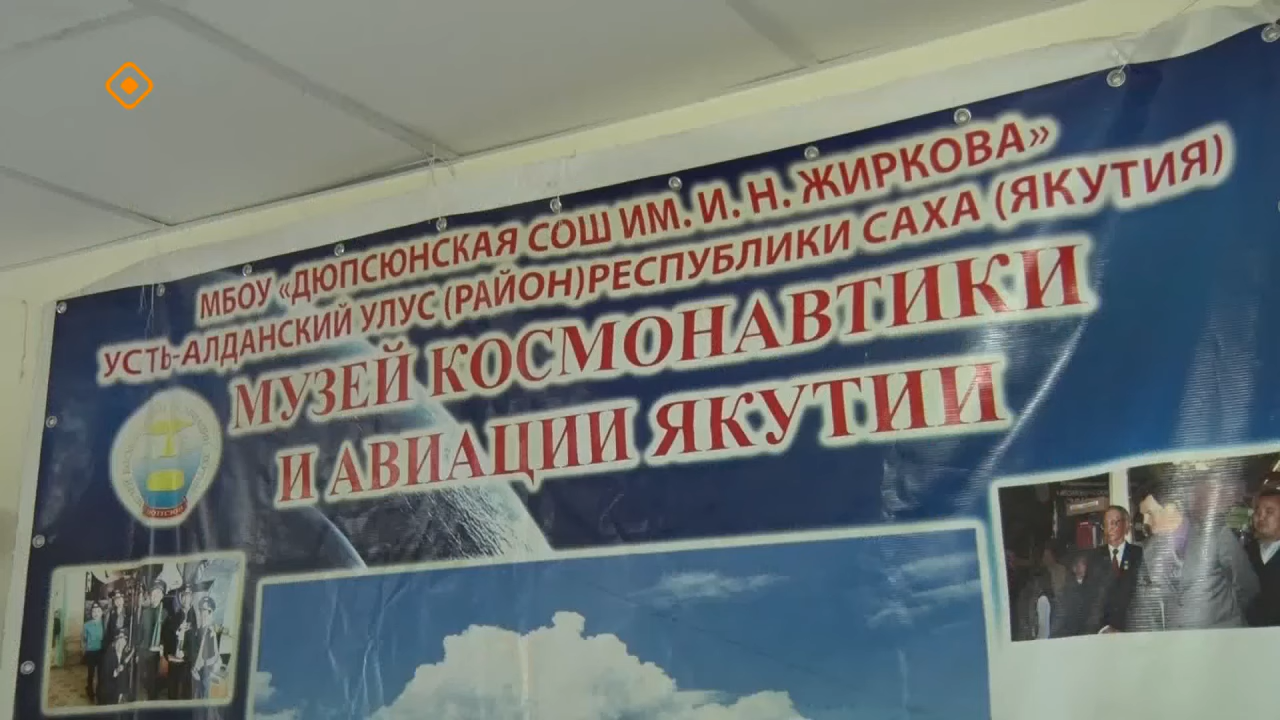 МБОУ «ДЮПСЮНСКАЯ СОШ ИМ. И. Н. ЖИРКОВА»
УСТЬ-АЛДАНСКИЙ УЛУС (РАЙОН)РЕСПУБЛИКИ САХА (ЯКУТИЯ)
МУЗЕЙ КОСМОНАВТИКИ
И АВИАЦИИ ЯКУТИИ